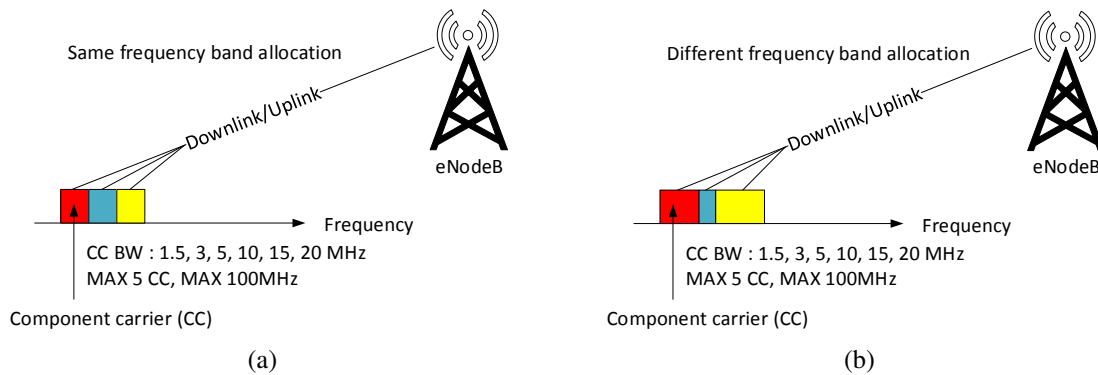 Same frequency band allocation
Downlink/Uplink
eNodeB
Frequency
CC BW : 1.5, 3, 5, 10, 15, 20 MHz
MAX 5 CC, MAX 100MHz
Component carrier (CC)
(a)
Different frequency band allocation
Downlink/Uplink
eNodeB
Frequency
CC BW : 1.5, 3, 5, 10, 15, 20 MHz
MAX 5 CC, MAX 100MHz
Component carrier (CC)
(b)